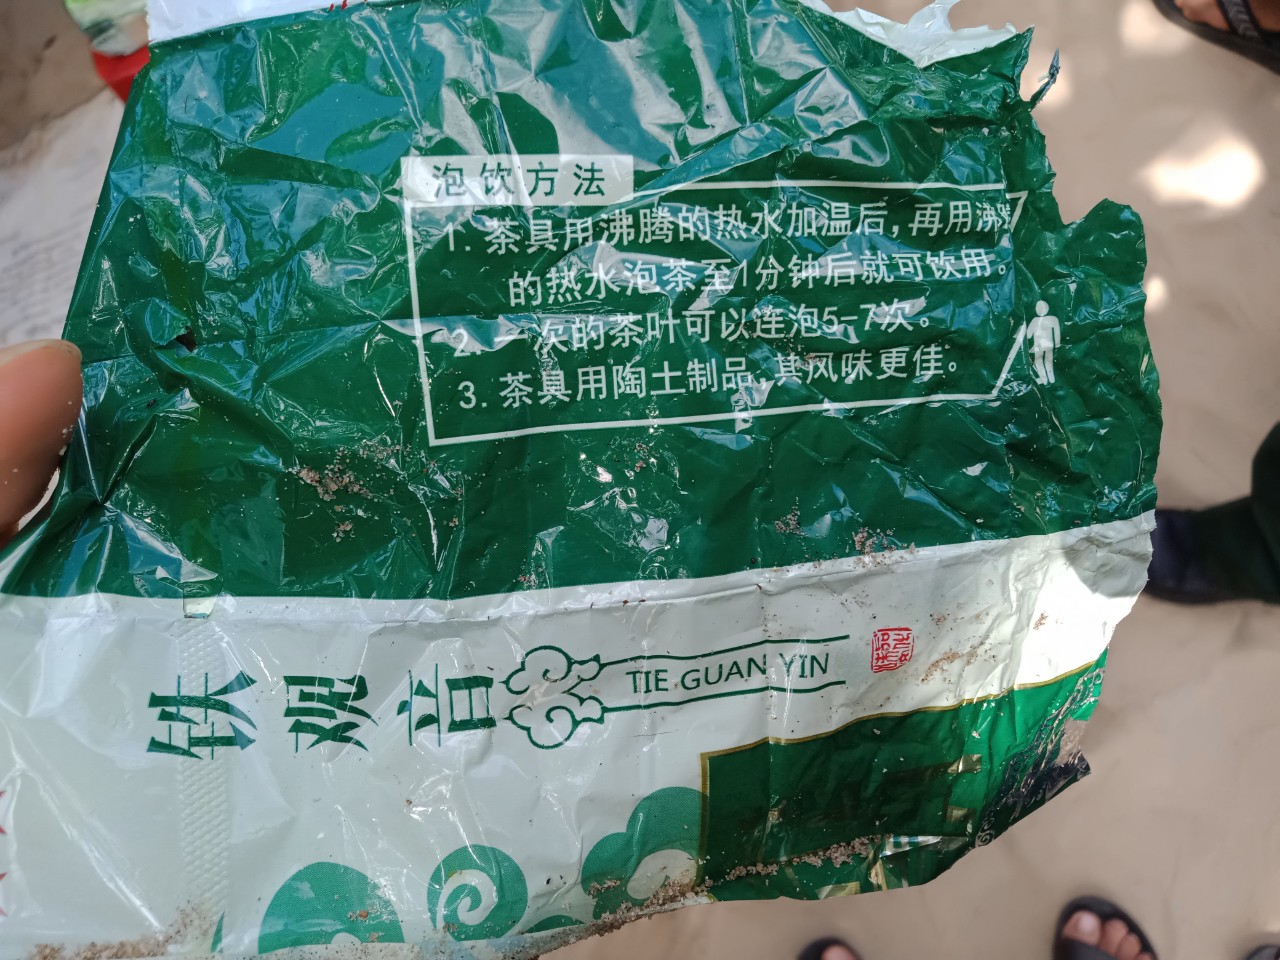 泡饮方法
1. 茶具用沸腾的热水加温后,再用沸腾
的热水泡茶至1分钟后就可饮用。
2. 一次的茶叶可以连泡5-7次。
3. 茶具用陶土制品,其风味更佳。
铁观音
TIE GUAN YIN